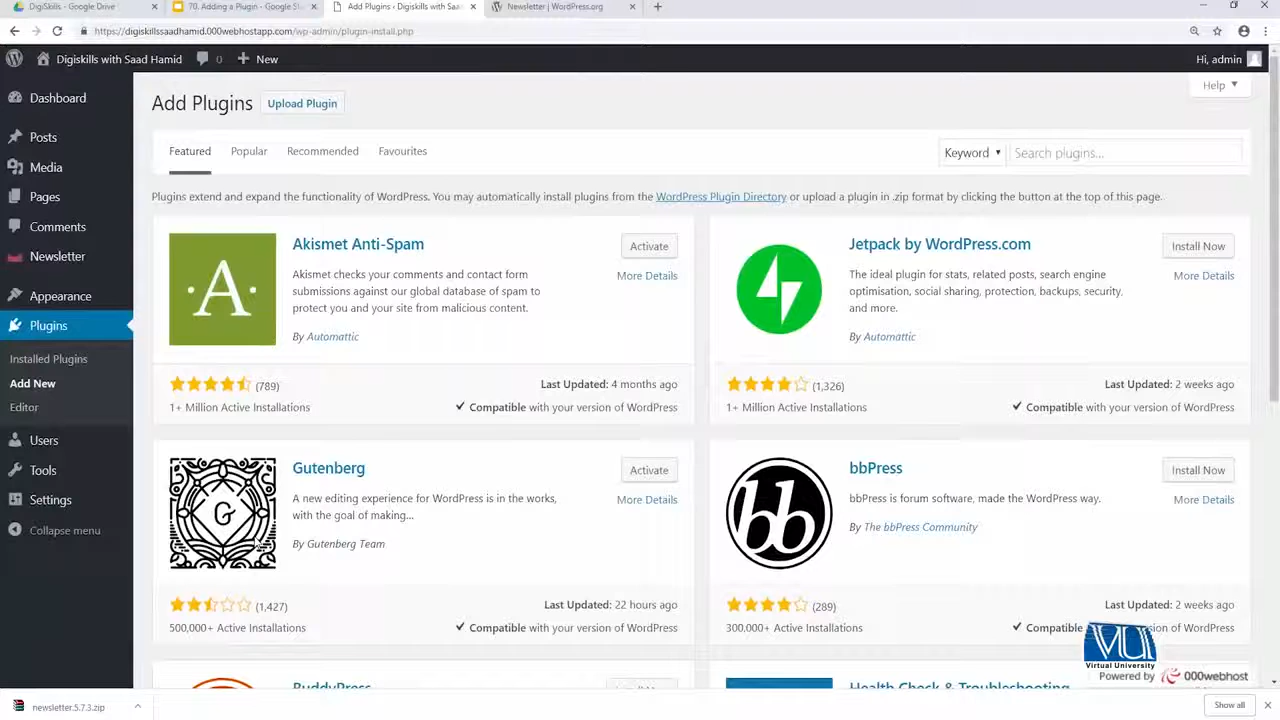 DigiSkills - Google Drive
70. Adding a Plugin - Google Sl
Add Plugins ‹ Digiskills with Saa
Newsletter | WordPress.org
https://digiskillssaadhamid.000webhostapp.com/wp-admin/plugin-install.php
Digiskills with Saad Hamid
0
New
Hi, admin
Dashboard
Posts
Media
Pages
Comments
Newsletter
Appearance
Plugins
Installed Plugins
Add New
Editor
Users
Tools
Settings
Collapse menu
Help
Add Plugins
Upload Plugin
Featured
Popular
Recommended
Favourites
Keyword
Search plugins...
Plugins extend and expand the functionality of WordPress. You may automatically install plugins from the WordPress Plugin Directory or upload a plugin in .zip format by clicking the button at the top of this page.
A
Akismet Anti-Spam
Activate
More Details
Akismet checks your comments and contact form
submissions against our global database of spam to
protect you and your site from malicious content.
By Automattic
(789)
Last Updated: 4 months ago
1+ Million Active Installations
Compatible with your version of WordPress
Jetpack by WordPress.com
Install Now
More Details
The ideal plugin for stats, related posts, search engine
optimisation, social sharing, protection, backups, security,
and more.
By Automattic
(1,326)
Last Updated: 2 weeks ago
1+ Million Active Installations
Compatible with your version of WordPress
G
Gutenberg
Activate
More Details
A new editing experience for WordPress is in the works,
with the goal of making...
By Gutenberg Team
(1,427)
Last Updated: 22 hours ago
500,000+ Active Installations
Compatible with your version of WordPress
bb
bbPress
Install Now
More Details
bbPress is forum software, made the WordPress way.
By The bbPress Community
(289)
Last Updated: 2 weeks ago
300,000+ Active Installations
Compatible with your version of WordPress
BuddyPress
Health Check & Troubleshooting
VU
Virtual University
Powered by 000webhost
newsletter.5.7.3.zip
Show all